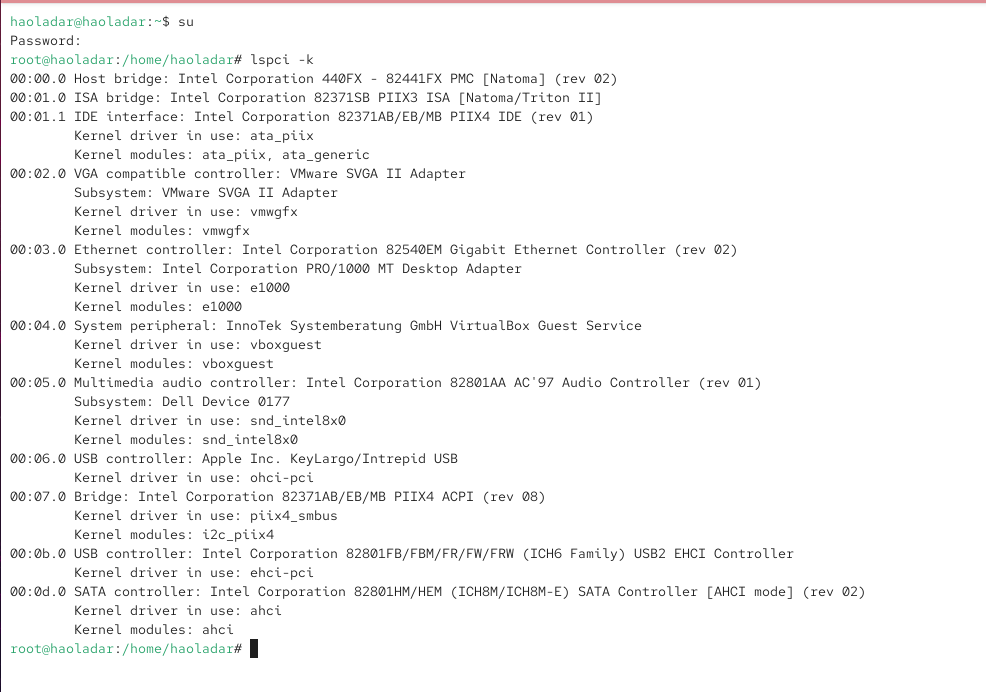 haoladar@haoladar:~$ su
Password:
root@haoladar:/home/haoladar# lspci -k
00:00.0 Host bridge: Intel Corporation 440FX - 82441FX PMC [Natoma] (rev 02)
00:01.0 ISA bridge: Intel Corporation 82371SB PIIX3 ISA [Natoma/Triton II]
00:01.1 IDE interface: Intel Corporation 82371AB/EB/MB PIIX4 IDE (rev 01)
        Kernel driver in use: ata_piix
        Kernel modules: ata_piix, ata_generic
00:02.0 VGA compatible controller: VMware SVGA II Adapter
        Subsystem: VMware SVGA II Adapter
        Kernel driver in use: vmwgfx
        Kernel modules: vmwgfx
00:03.0 Ethernet controller: Intel Corporation 82540EM Gigabit Ethernet Controller (rev 02)
        Subsystem: Intel Corporation PRO/1000 MT Desktop Adapter
        Kernel driver in use: e1000
        Kernel modules: e1000
00:04.0 System peripheral: InnoTek Systemberatung GmbH VirtualBox Guest Service
        Kernel driver in use: vboxguest
        Kernel modules: vboxguest
00:05.0 Multimedia audio controller: Intel Corporation 82801AA AC'97 Audio Controller (rev 01)
        Subsystem: Dell Device 0177
        Kernel driver in use: snd_intel8x0
        Kernel modules: snd_intel8x0
00:06.0 USB controller: Apple Inc. KeyLargo/Intrepid USB
        Kernel driver in use: ohci-pci
00:07.0 Bridge: Intel Corporation 82371AB/EB/MB PIIX4 ACPI (rev 08)
        Kernel driver in use: piix4_smbus
        Kernel modules: i2c_piix4
00:0b.0 USB controller: Intel Corporation 82801FB/FBM/FR/FW/FRW (ICH6 Family) USB2 EHCI Controller
        Kernel driver in use: ehci-pci
00:0d.0 SATA controller: Intel Corporation 82801HM/HEM (ICH8M/ICH8M-E) SATA Controller [AHCI mode] (rev 02)
        Kernel driver in use: ahci
        Kernel modules: ahci
root@haoladar:/home/haoladar#